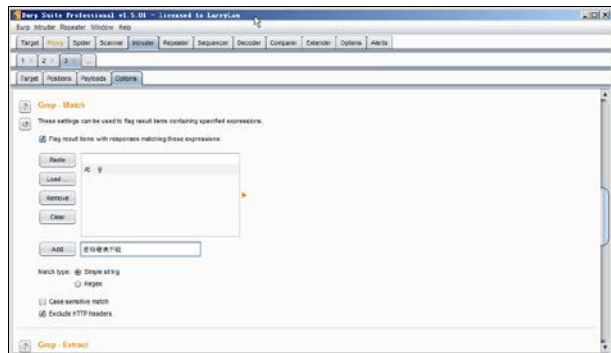 Burp Suite Professional v1.5.01 - licensed to LarryLau
Burp Intruder Repeater Window Help
Target Proxy Spider Scanner Intruder Repeater Sequencer Decoder Comparer Extender Options Alerts
1 × 2 × 3 × ...
Target Positions Payloads Options
? Grep - Match
These settings can be used to flag result items containing specified expressions.
Flag result items with responses matching these expressions:
Paste
Load ...
Remove
Clear
Add
Match type: Simple string
Regex
Case sensitive match
Exclude HTTP headers
? Grep - Extract